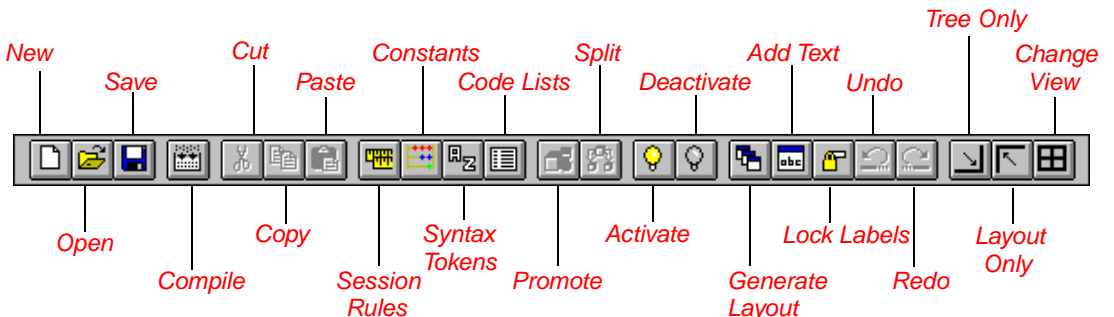 Tree Only
New
Cut
Constants
Split
Add Text
Change
View
Save
Paste
Code Lists
Deactivate
Undo
A
Z
abc
Open
Copy
Syntax
Tokens
Activate
Lock Labels
Layout
Only
Compile
Session
Rules
Promote
Generate
Layout
Redo